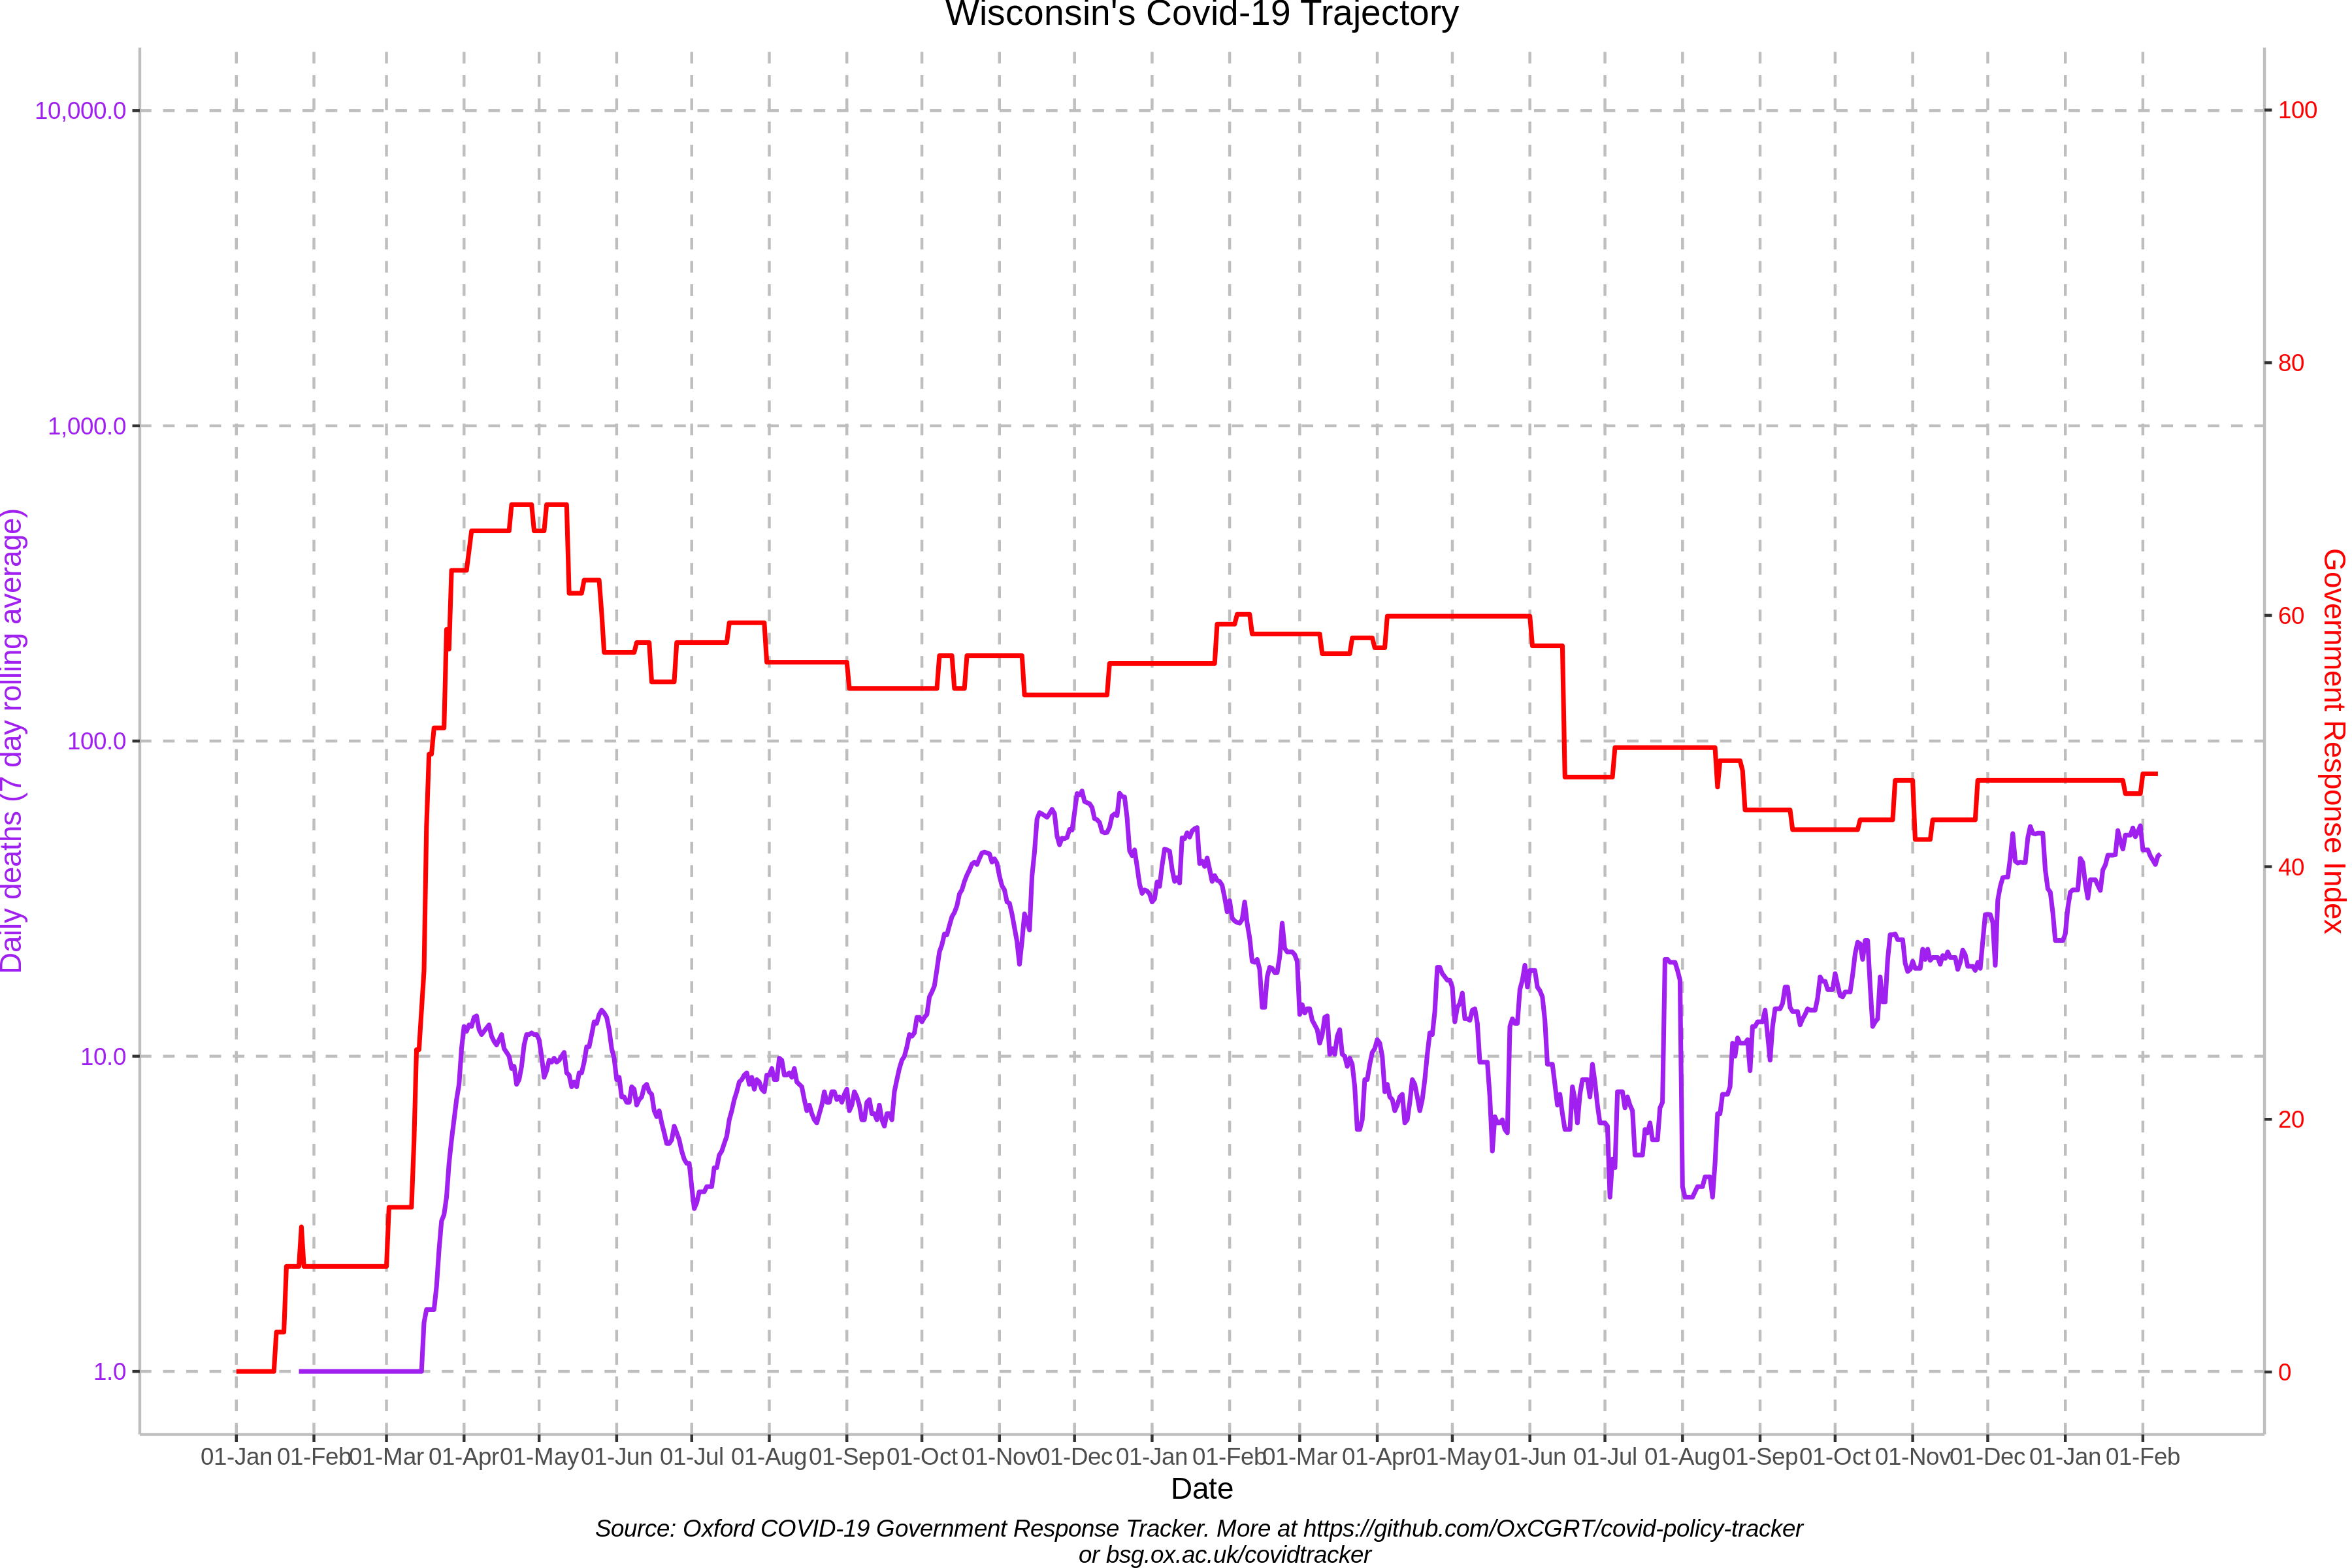 Wisconsin's Covid-19 Trajectory
10,000.0
1,000.0
100.0
10.0
1.0
Daily deaths (7 day rolling average)
100
80
60
40
20
0
Government Response Index
01-Jan 01-Feb 01-Mar 01-Apr 01-May 01-Jun 01-Jul 01-Aug 01-Sep 01-Oct 01-Nov 01-Dec 01-Jan 01-Feb 01-Mar 01-Apr 01-May 01-Jun 01-Jul 01-Aug 01-Sep 01-Oct 01-Nov 01-Dec 01-Jan 01-Feb
Date
Source: Oxford COVID-19 Government Response Tracker. More at https://github.com/OxCGRT/covid-policy-tracker
or bsg.ox.ac.uk/covidtracker